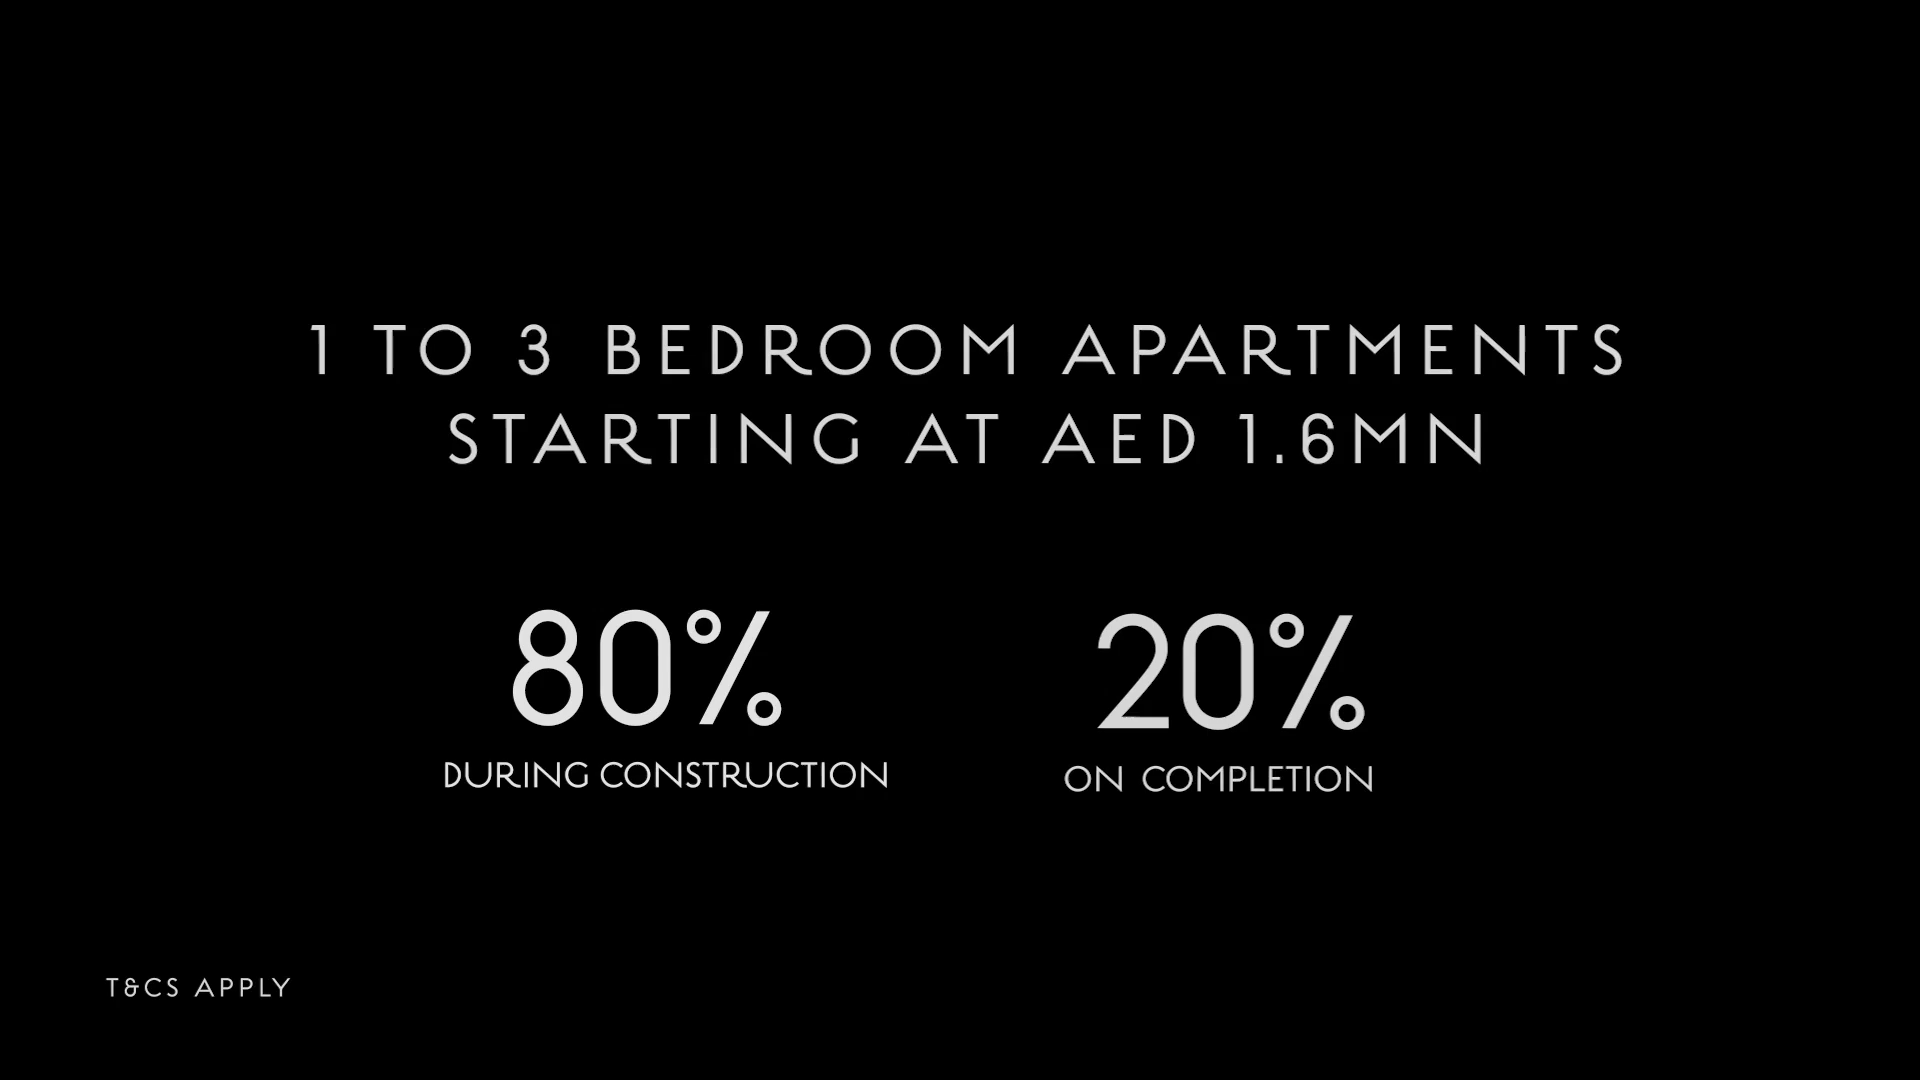 1 TO 3 BEDROOM APARTMENTS
STARTING AT AED 1.6MN
80%
DURING CONSTRUCTION
20%
ON COMPLETION
T&CS APPLY